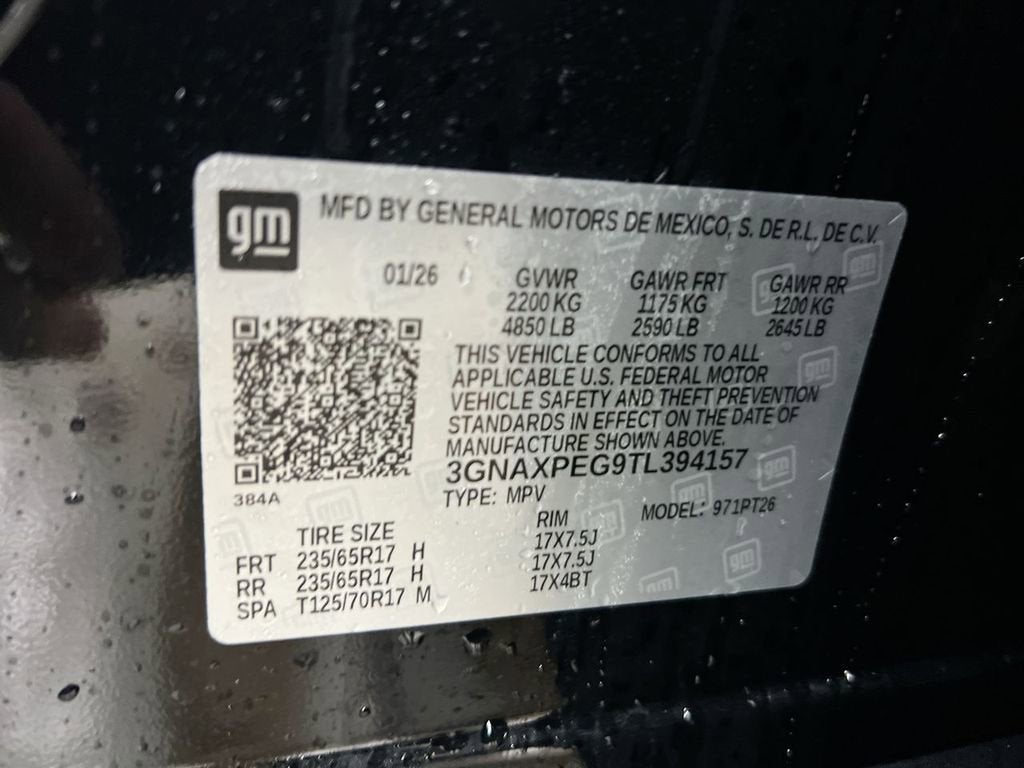 gm
MFD BY GENERAL MOTORS DE MEXICO, S. DE R.L. DE C.V.
01/26 GVWR GAWR FRT GAWR RR
2200 KG 1175 KG 1200 KG
4850 LB 2590 LB 2645 LB
THIS VEHICLE CONFORMS TO ALL
APPLICABLE U.S. FEDERAL MOTOR
VEHICLE SAFETY AND THEFT PREVENTION
STANDARDS IN EFFECT ON THE DATE OF
MANUFACTURE SHOWN ABOVE.
3GNAXPEG9TL394157
384A TYPE: MPV MODEL: 971PT26
TIRE SIZE RIM
FRT 235/65R17 H 17X7.5J
RR 235/65R17 H 17X7.5J
SPA T125/70R17 M 17X4BT